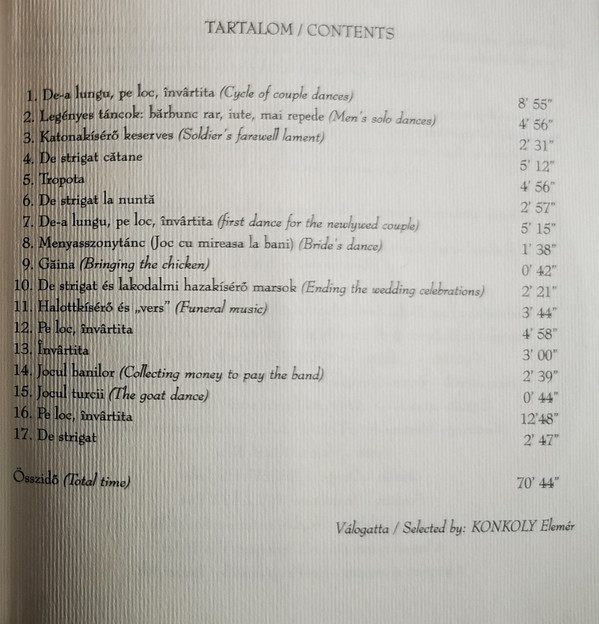 TARTALOM / CONTENTS
1. De-a lungu, pe loc, învârtita (Cycle of couple dances) 8' 55"
2. Legényes táncok: bărbunc rar, iute, mai repede (Men's solo dances) 4' 56"
3. Katonakísérő keserves (Soldier's farewell lament) 2' 31"
4. De strigat cătane 5' 12"
5. Tropota 4' 56"
6. De strigat la nuntă 2' 57"
7. De-a lungu, pe loc, învârtita (first dance for the newlywed couple) 5' 15"
8. Menyasszonytánc (Joc cu mireasa la bani) (Bride's dance) 1' 38"
9. Găina (Bringing the chicken) 0' 42"
10. De strigat és lakodalmi hazakísérő marsok (Ending the wedding celebrations) 2' 21"
11. Halottkísérő és „vers” (Funeral music) 3' 44"
12. Pe loc, învârtita 4' 58"
13. Învârtita 3' 00"
14. Jocul banilor (Collecting money to pay the band) 2' 39"
15. Jocul turcii (The goat dance) 0' 44"
16. Pe loc, învârtita 12'48"
17. De strigat 2' 47"
Összidő (Total time) 70' 44"
Válogatta / Selected by: KONKOLY Elemér